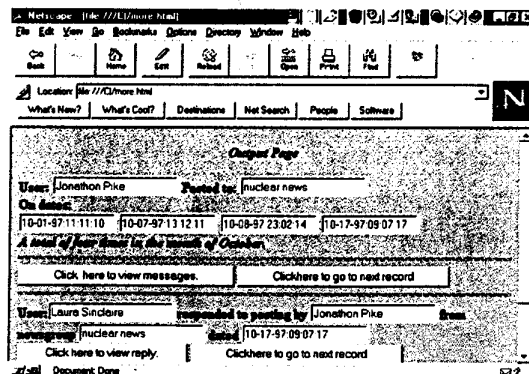 Netscape - [file ///C|/more html]
File Edit View Go Bookmarks Options Directory Window Help
Back Home Edit Reload Open Print Find
Location: file ///C|/more html
What's New? What's Cool? Destinations Net Search People Software
N
Output Page
User: Jonathon Pike Posted to: nuclear news
On dates:
10-01-97:11:11:10 10-07-97:13 12.11 10-08-97 23:02 14 10-17-97:09 07 17
A total of four times in the month of October.
Click here to view messages. Clickhere to go to next record
User: Laura Sinclaire responded to posting by Jonathon Pike from
newsgroup nuclear news dated 10-17-97:09 07 17
Click here to view reply. Clickhere to go to next record
Document Done